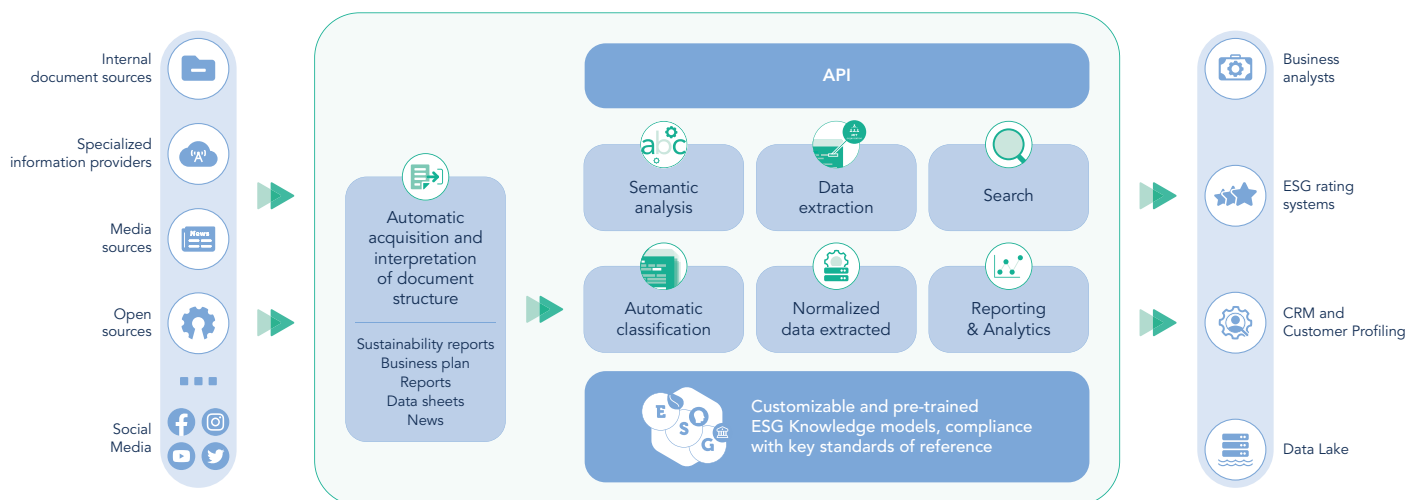 Internal
document sources
Specialized
information providers
Media
sources
News
Open
sources
Social
Media
Automatic
acquisition and
interpretation
of document
structure
Sustainability reports
Business plan
Reports
Data sheets
News
API
abc
Semantic
analysis
Data
extraction
Search
Automatic
classification
Normalized
data extracted
Reporting
& Analytics
E
S
G
Customizable and pre-trained
ESG Knowledge models, compliance
with key standards of reference
Business
analysts
ESG rating
systems
CRM and
Customer Profiling
Data Lake